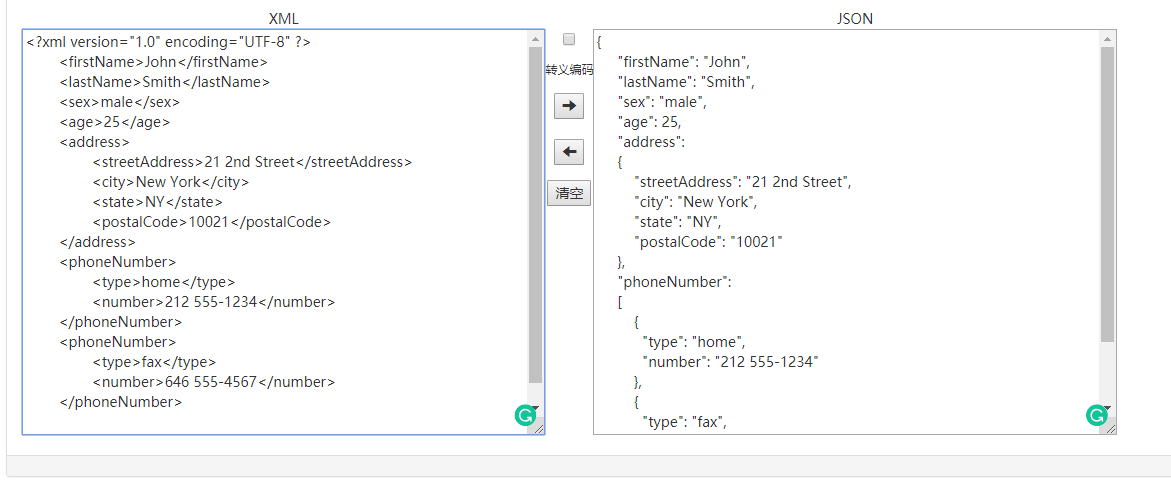 XML
<?xml version="1.0" encoding="UTF-8" ?>
<firstName>John</firstName>
<lastName>Smith</lastName>
<sex>male</sex>
<age>25</age>
<address>
<streetAddress>21 2nd Street</streetAddress>
<city>New York</city>
<state>NY</state>
<postalCode>10021</postalCode>
</address>
<phoneNumber>
<type>home</type>
<number>212 555-1234</number>
</phoneNumber>
<phoneNumber>
<type>fax</type>
<number>646 555-4567</number>
</phoneNumber>
转义编码
清空
JSON
{
"firstName": "John",
"lastName": "Smith",
"sex": "male",
"age": 25,
"address":
{
"streetAddress": "21 2nd Street",
"city": "New York",
"state": "NY",
"postalCode": "10021"
},
"phoneNumber":
[
{
"type": "home",
"number": "212 555-1234"
},
{
"type": "fax",